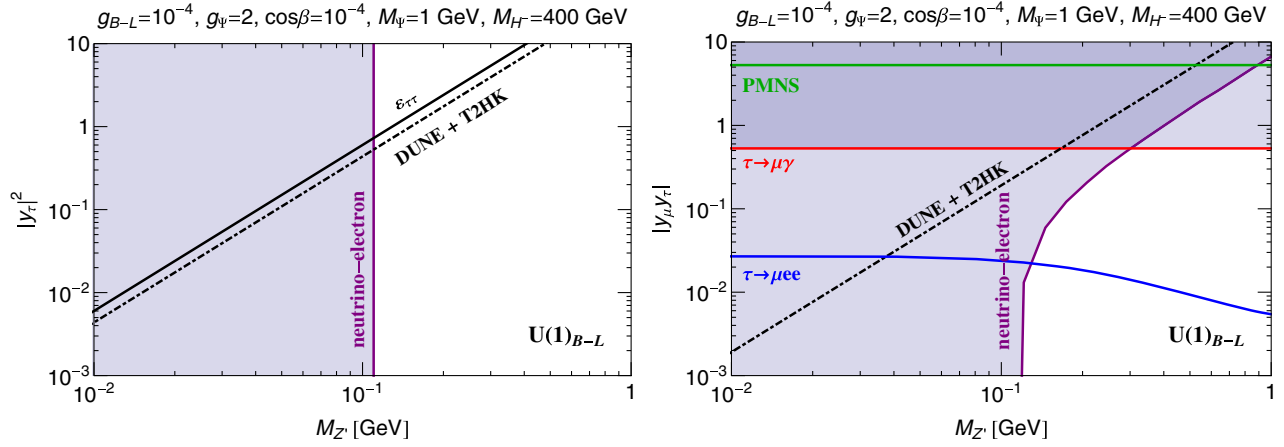 g_{B−L}=10^{−4}, g_Ψ=2, cosβ=10^{−4}, M_Ψ=1 GeV, M_{H^-}=400 GeV
10
1
10^{−1}
10^{−2}
10^{−3}
|y_τ|^2
ε_{ττ}
DUNE + T2HK
neutrino−electron
U(1)_{B−L}
10^{−2}
10^{−1}
1
M_{Z'} [GeV]
g_{B−L}=10^{−4}, g_Ψ=2, cosβ=10^{−4}, M_Ψ=1 GeV, M_{H^-}=400 GeV
10
1
10^{−1}
10^{−2}
10^{−3}
|y_μ y_τ|
PMNS
τ→μγ
DUNE + T2HK
neutrino−electron
τ→μee
U(1)_{B−L}
10^{−2}
10^{−1}
1
M_{Z'} [GeV]